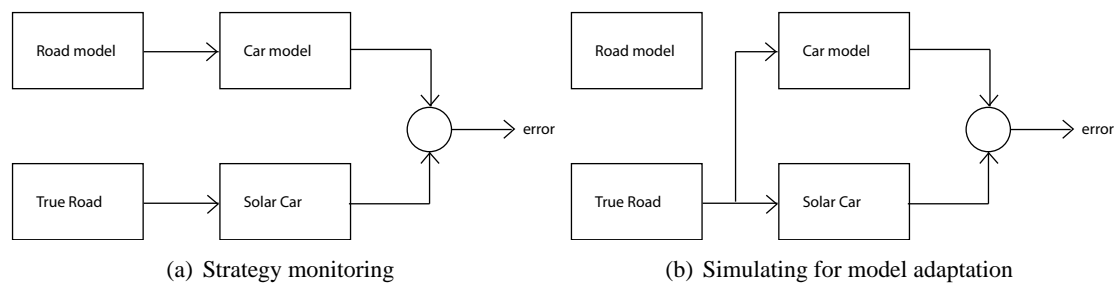 Road model
Car model
error
True Road
Solar Car
(a) Strategy monitoring
Road model
Car model
error
True Road
Solar Car
(b) Simulating for model adaptation